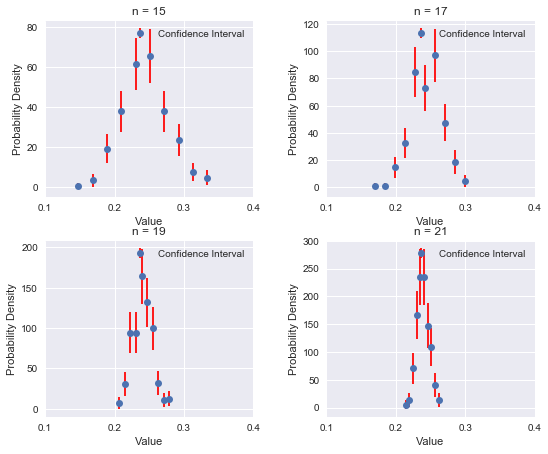 n = 15
Confidence Interval
Probability Density
80
60
40
20
0
0.1 0.2 0.3 0.4
Value
n = 17
Confidence Interval
Probability Density
120
100
80
60
40
20
0
0.1 0.2 0.3 0.4
Value
n = 19
Confidence Interval
Probability Density
200
150
100
50
0
0.1 0.2 0.3 0.4
Value
n = 21
Confidence Interval
Probability Density
300
250
200
150
100
50
0
0.1 0.2 0.3 0.4
Value